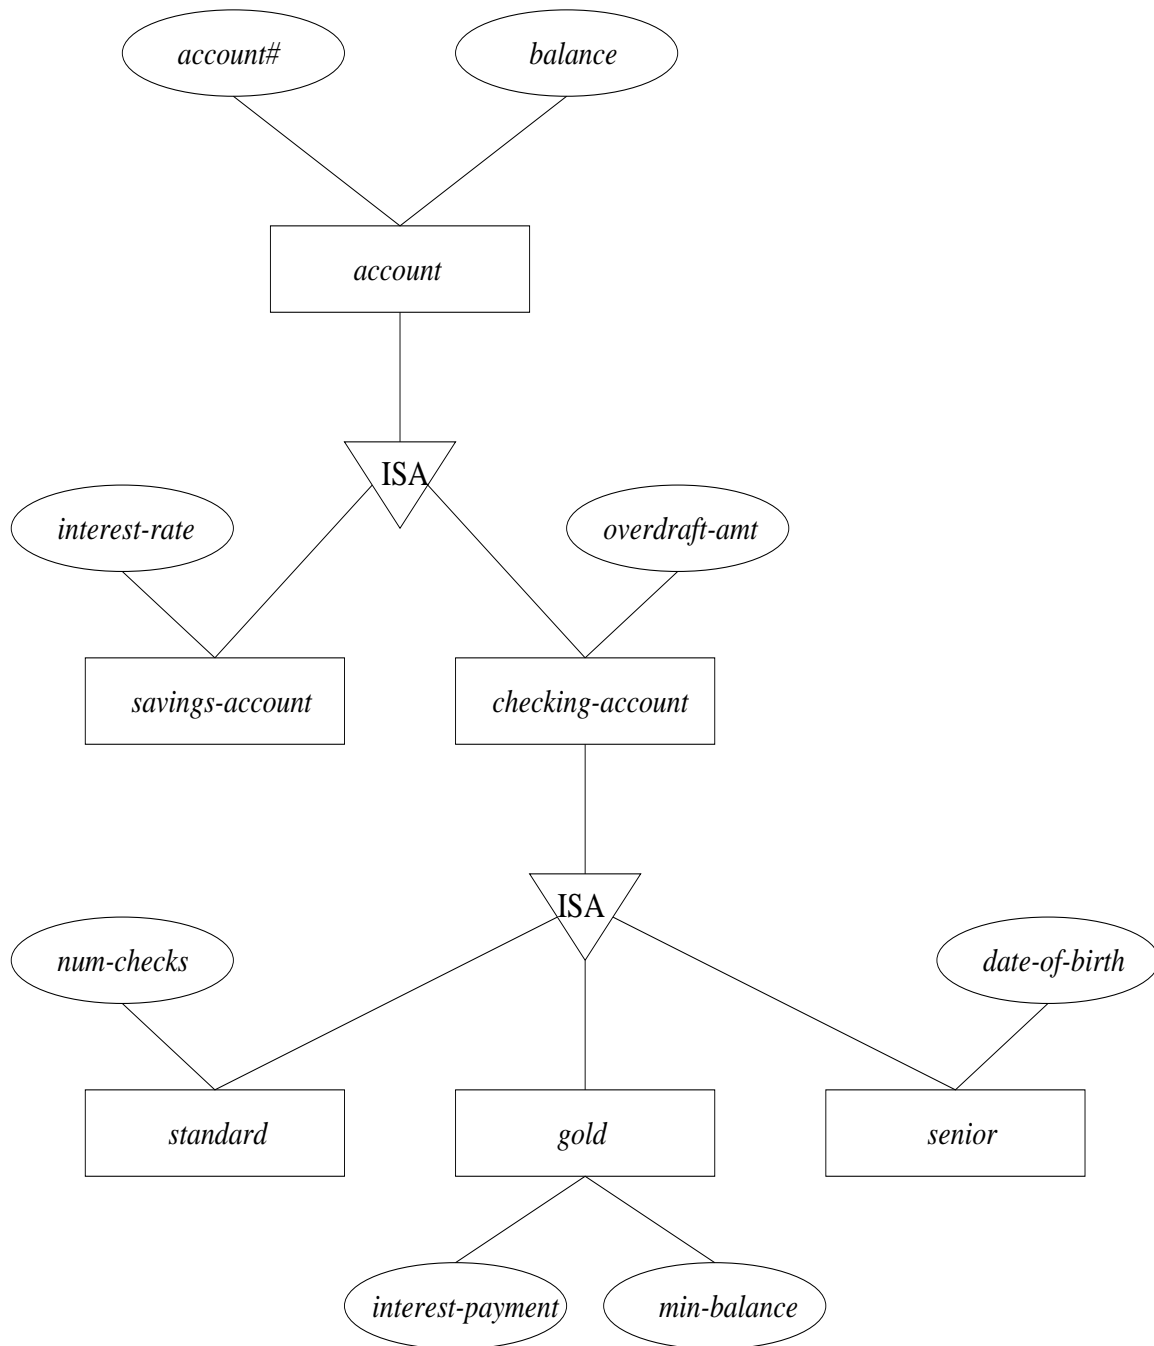 account#
balance
account
ISA
interest-rate
overdraft-amt
savings-account
checking-account
ISA
num-checks
date-of-birth
standard
gold
senior
interest-payment
min-balance